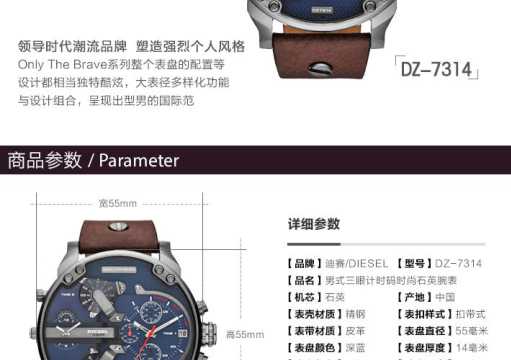 领导时代潮流品牌 塑造强烈个人风格
Only The Brave系列整个表盘的配置等
设计都相当独特酷炫，大表径多样化功能
与设计组合，呈现出型男的国际范
「DZ-7314」
商品参数 / Parameter
宽55mm
详细参数
【品牌】迪赛/DIESEL 【型号】DZ-7314
【品名】男式三眼计时码时尚石英腕表
【机芯】石英 【产地】中国
【表壳材质】精钢 【表扣样式】扣带式
【表带材质】皮革 【表盘直径】55毫米
高55mm
【表盘颜色】深蓝 【表盘厚度】14毫米